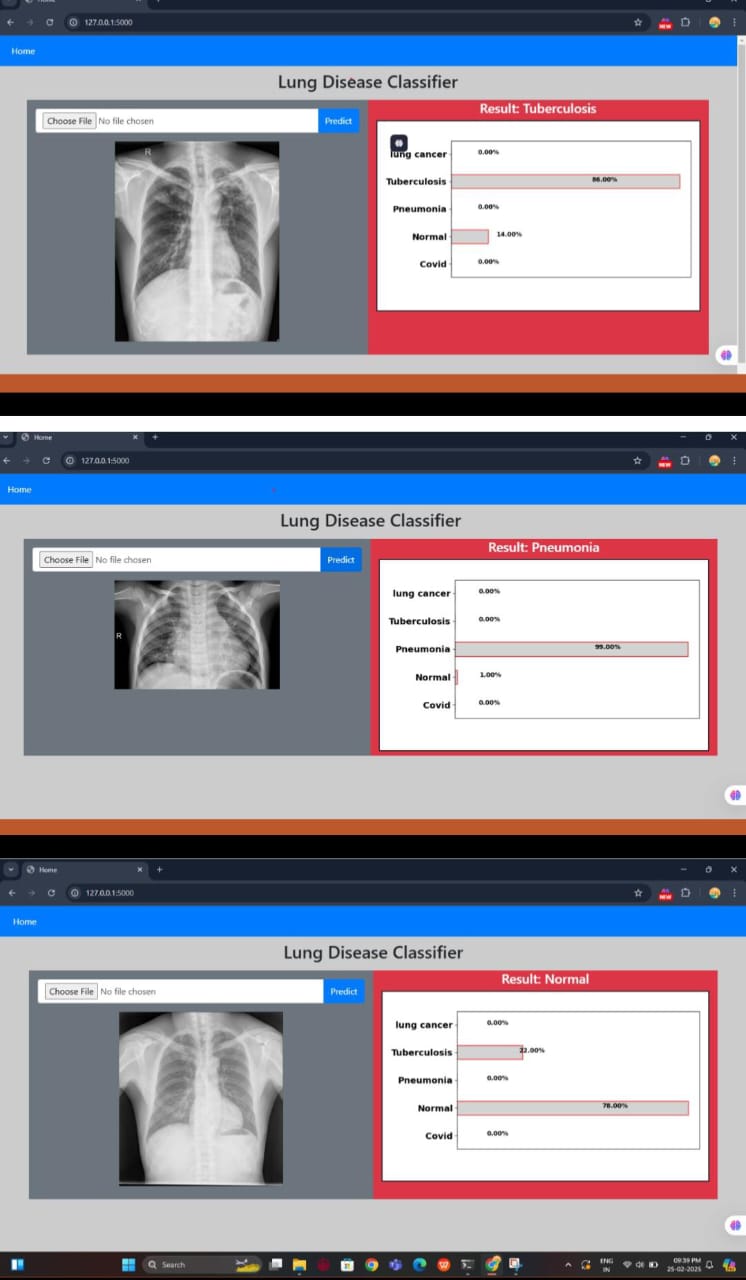 Home
127.0.0.1:5000
NEW
Home
Lung Disease Classifier
Choose File No file chosen Predict
R
Result: Tuberculosis
lung cancer 0.00%
Tuberculosis 86.00%
Pneumonia 0.00%
Normal 14.00%
Covid 0.00%
Home
127.0.0.1:5000
NEW
Home
Lung Disease Classifier
Choose File No file chosen Predict
R
Result: Pneumonia
lung cancer 0.00%
Tuberculosis 0.00%
Pneumonia 99.00%
Normal 1.00%
Covid 0.00%
Home
127.0.0.1:5000
NEW
Home
Lung Disease Classifier
Choose File No file chosen Predict
Result: Normal
lung cancer 0.00%
Tuberculosis 22.00%
Pneumonia 0.00%
Normal 78.00%
Covid 0.00%
Search
ENG
IN
09:39 PM
25-02-2025